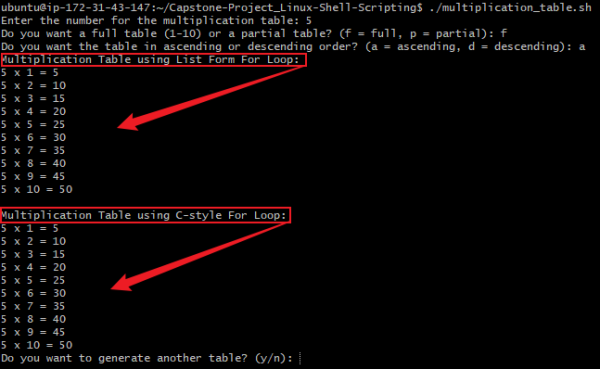 ubuntu@ip-172-31-43-147:~/Capstone-Project_Linux-Shell-Scripting$ ./multiplication_table.sh
Enter the number for the multiplication table: 5
Do you want a full table (1-10) or a partial table? (f = full, p = partial): f
Do you want the table in ascending or descending order? (a = ascending, d = descending): a
Multiplication Table using List Form For Loop:
5 x 1 = 5
5 x 2 = 10
5 x 3 = 15
5 x 4 = 20
5 x 5 = 25
5 x 6 = 30
5 x 7 = 35
5 x 8 = 40
5 x 9 = 45
5 x 10 = 50
Multiplication Table using C-style For Loop:
5 x 1 = 5
5 x 2 = 10
5 x 3 = 15
5 x 4 = 20
5 x 5 = 25
5 x 6 = 30
5 x 7 = 35
5 x 8 = 40
5 x 9 = 45
5 x 10 = 50
Do you want to generate another table? (y/n):